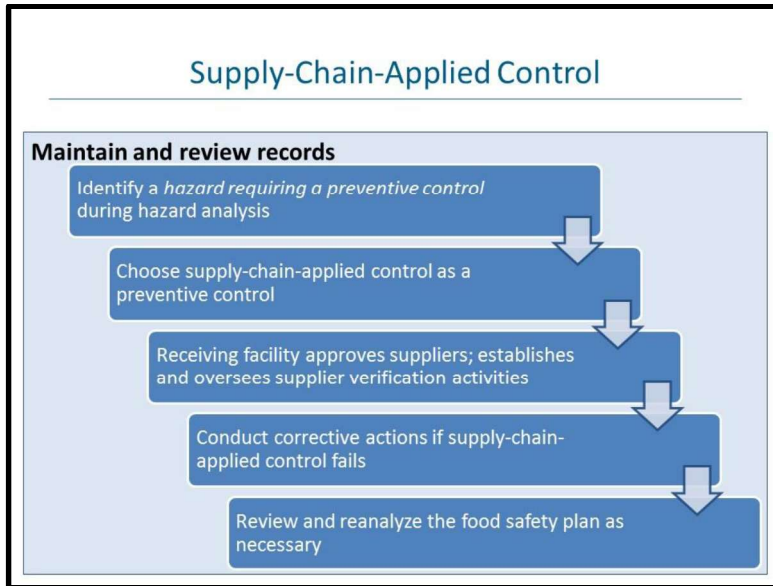 Supply-Chain-Applied Control
Maintain and review records
Identify a hazard requiring a preventive control
during hazard analysis
Choose supply-chain-applied control as a
preventive control
Receiving facility approves suppliers; establishes
and oversees supplier verification activities
Conduct corrective actions if supply-chain-
applied control fails
Review and reanalyze the food safety plan as
necessary